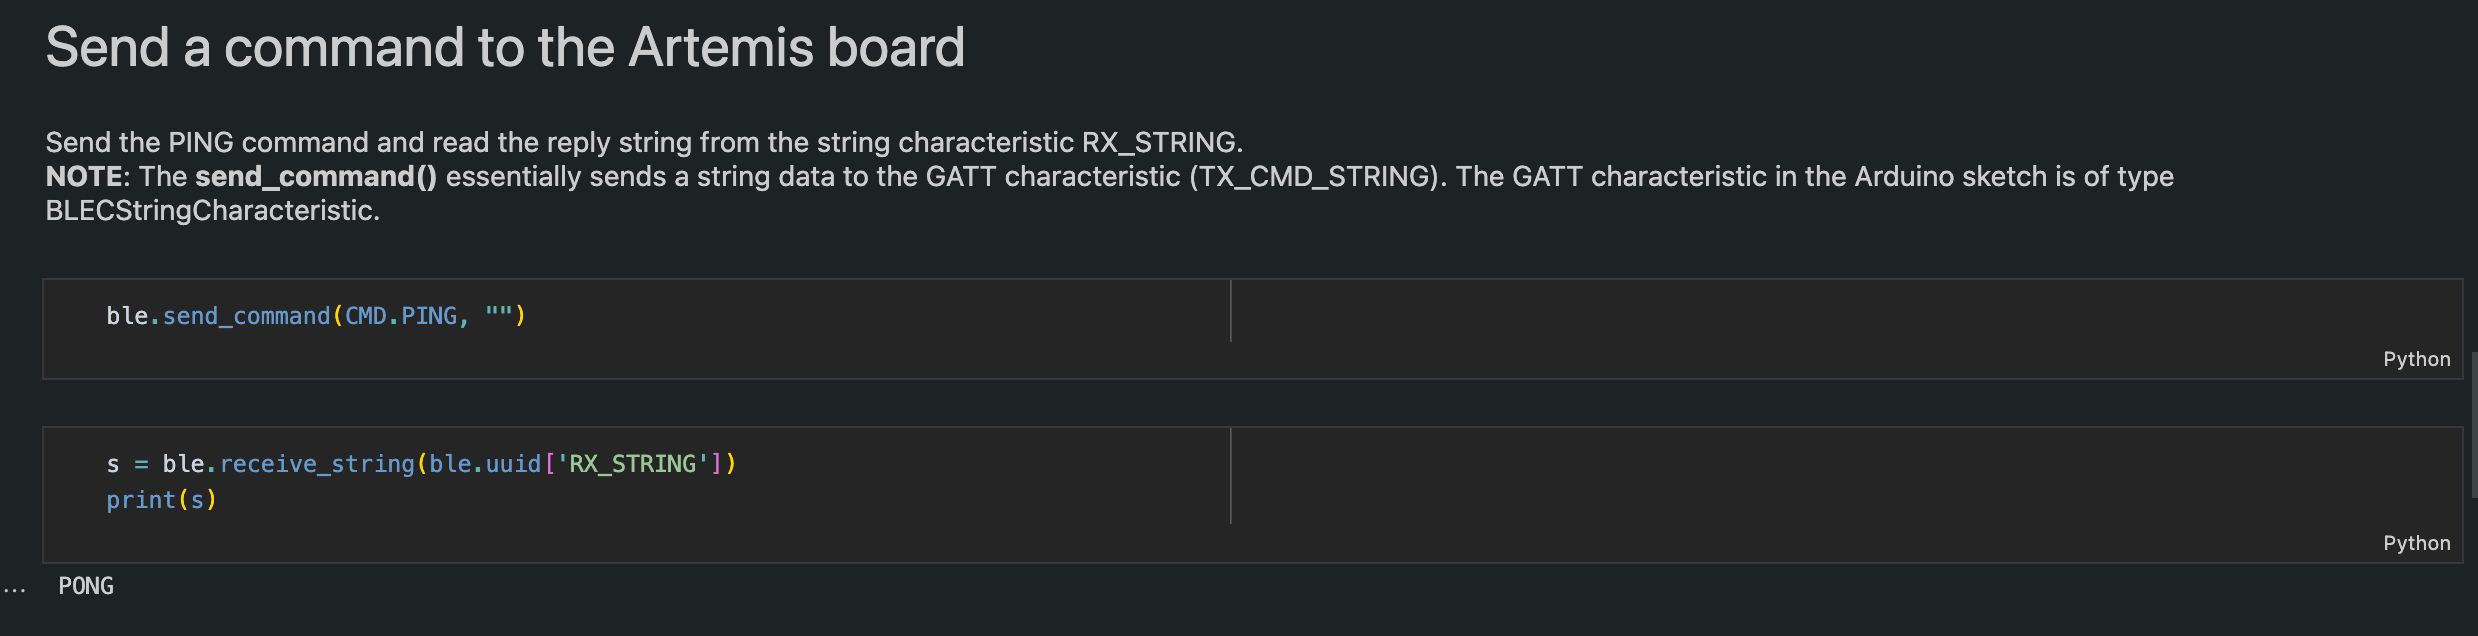 Send a command to the Artemis board
Send the PING command and read the reply string from the string characteristic RX_STRING.
NOTE: The send_command() essentially sends a string data to the GATT characteristic (TX_CMD_STRING). The GATT characteristic in the Arduino sketch is of type
BLECStringCharacteristic.
ble.send_command(CMD.PING, "")
Python
s = ble.receive_string(ble.uuid['RX_STRING'])
print(s)
Python
... PONG